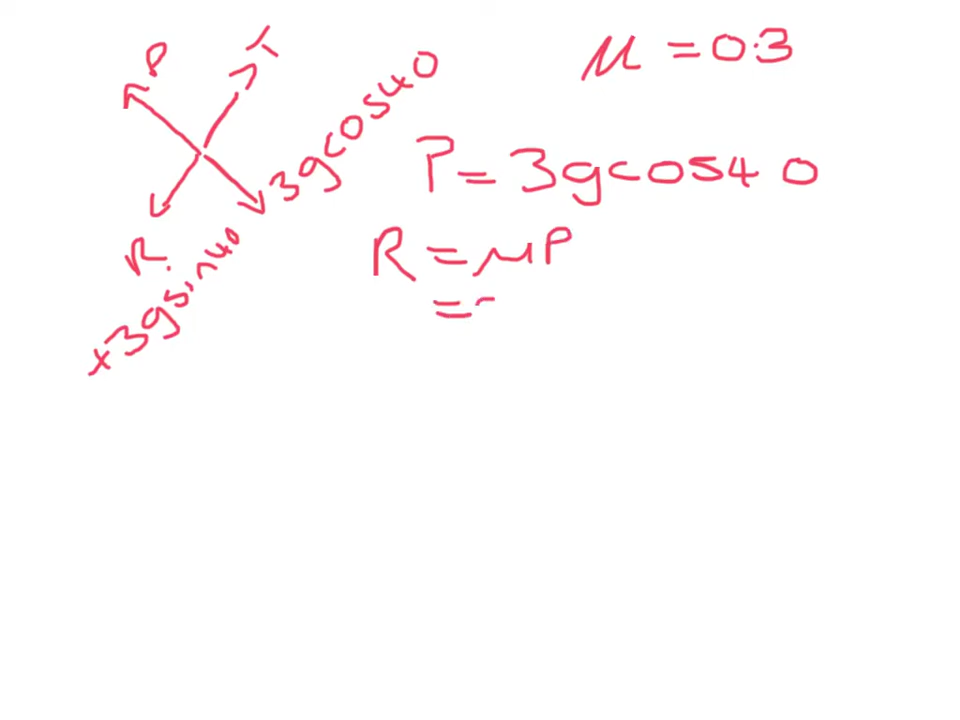 P
T
3gcos40
R
+3gsin40
μ = 0.3
P = 3gcos40
R = μP
=